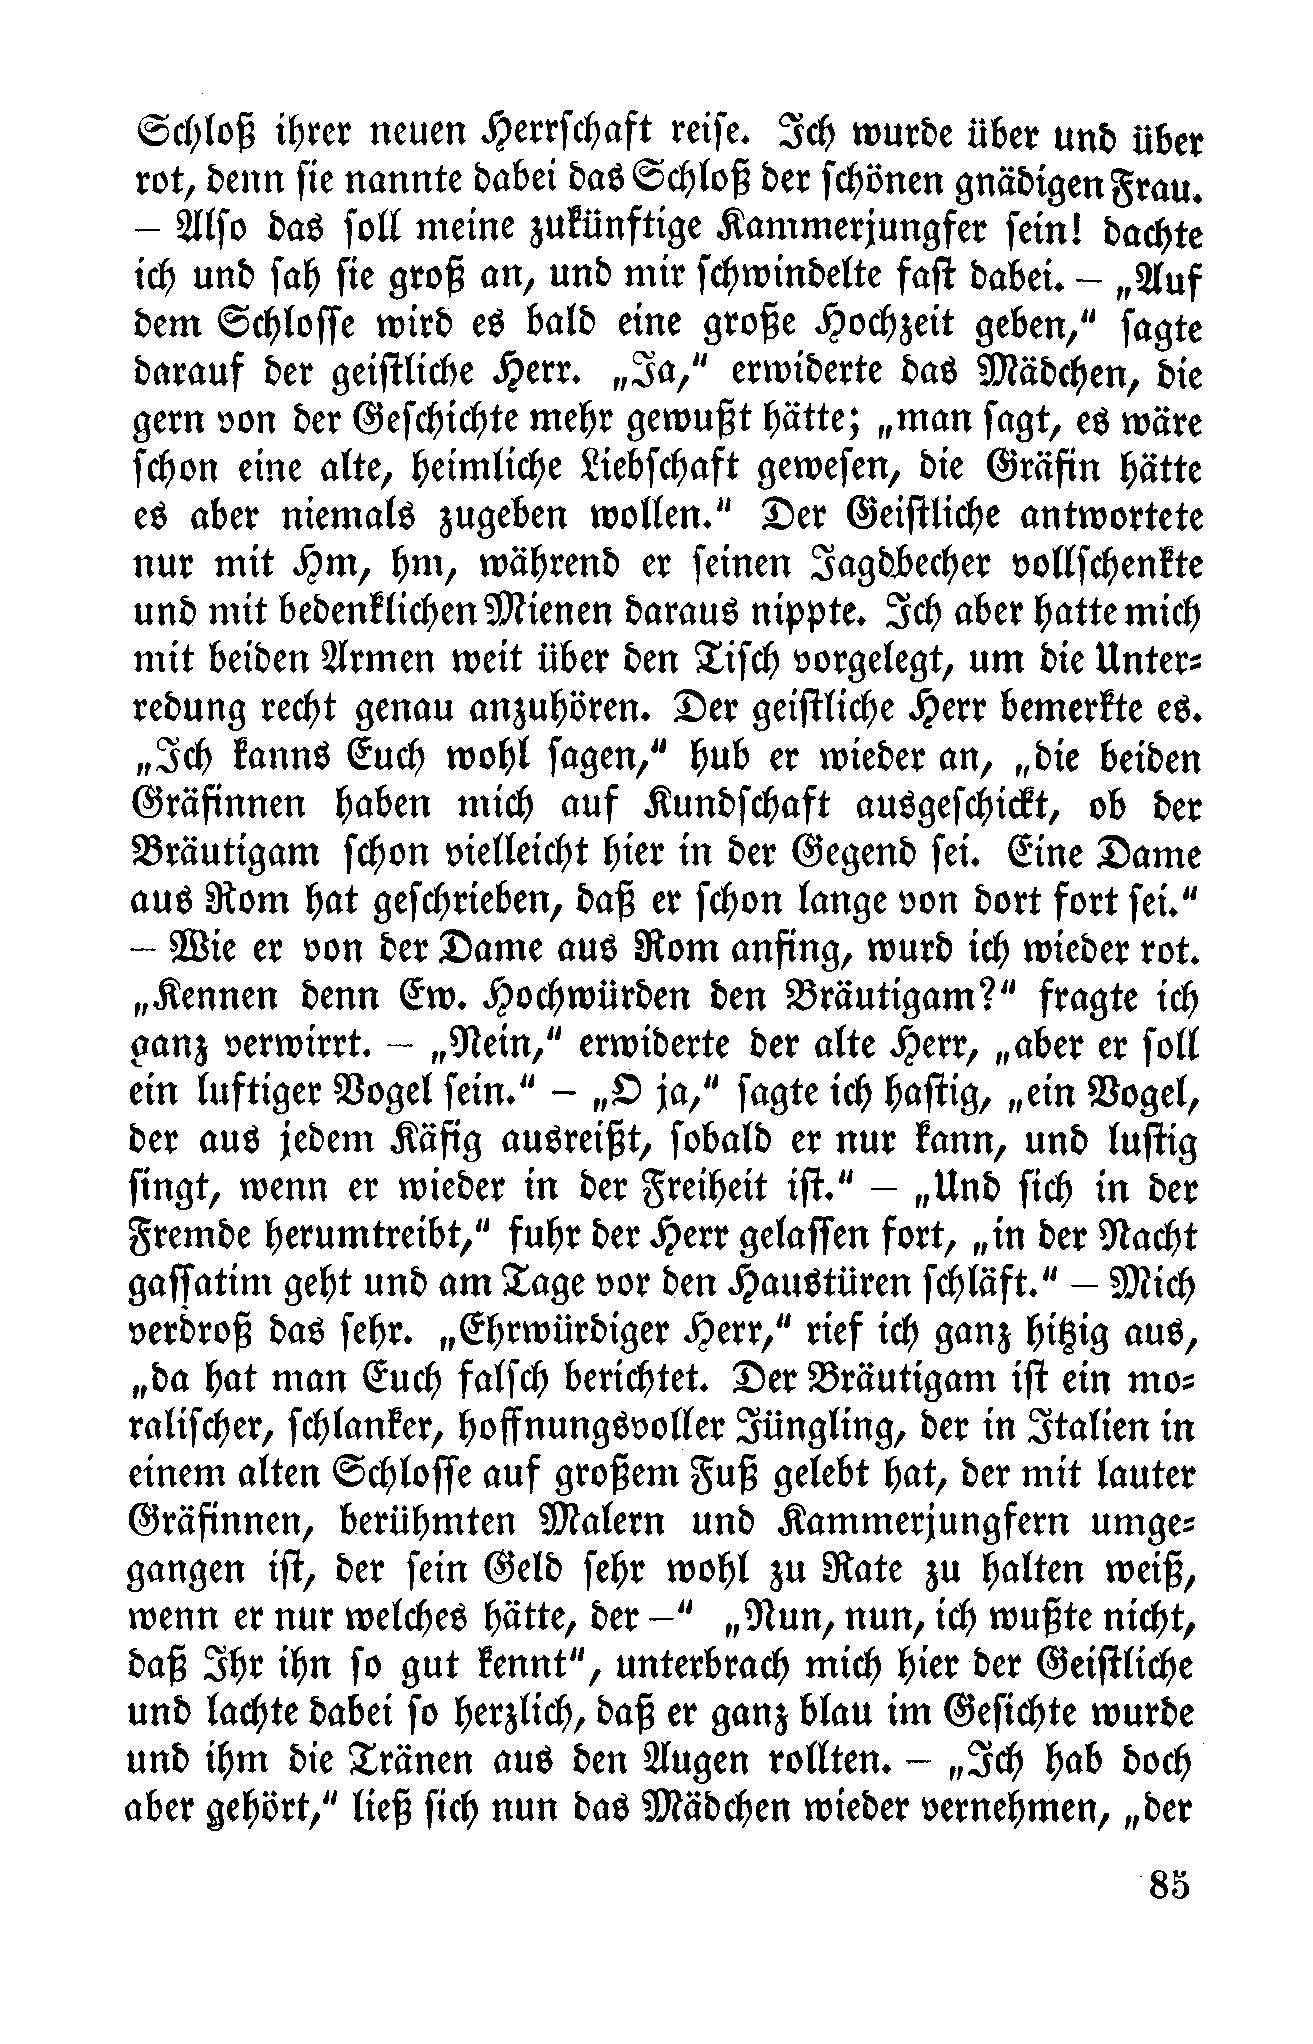 Schloß ihrer neuen Herrschaft reise. Ich wurde über und über
rot, denn sie nannte dabei das Schloß der schönen gnädigen Frau.
– Also das soll meine zukünftige Kammerjungfer sein! dachte
ich und sah sie groß an, und mir schwindelte fast dabei. – „Auf
dem Schlosse wird es bald eine große Hochzeit geben,“ sagte
darauf der geistliche Herr. „Ja,“ erwiderte das Mädchen, die
gern von der Geschichte mehr gewußt hätte; „man sagt, es wäre
schon eine alte, heimliche Liebschaft gewesen, die Gräfin hätte
es aber niemals zugeben wollen.“ Der Geistliche antwortete
nur mit Hm, hm, während er seinen Jagdbecher vollschenkte
und mit bedenklichen Mienen daraus nippte. Ich aber hatte mich
mit beiden Armen weit über den Tisch vorgelegt, um die Unter-
redung recht genau anzuhören. Der geistliche Herr bemerkte es.
„Ich kanns Euch wohl sagen,“ hub er wieder an, „die beiden
Gräfinnen haben mich auf Kundschaft ausgeschickt, ob der
Bräutigam schon vielleicht hier in der Gegend sei. Eine Dame
aus Rom hat geschrieben, daß er schon lange von dort fort sei.“
– Wie er von der Dame aus Rom anfing, wurd ich wieder rot.
„Kennen denn Ew. Hochwürden den Bräutigam?“ fragte ich
ganz verwirrt. – „Nein,“ erwiderte der alte Herr, „aber er soll
ein luftiger Vogel sein.“ – „O ja,“ sagte ich hastig, „ein Vogel,
der aus jedem Käfig ausreißt, sobald er nur kann, und lustig
singt, wenn er wieder in der Freiheit ist.“ – „Und sich in der
Fremde herumtreibt,“ fuhr der Herr gelassen fort, „in der Nacht
gassatim geht und am Tage vor den Haustüren schläft.“ – Mich
verdroß das sehr. „Ehrwürdiger Herr,“ rief ich ganz hitzig aus,
„da hat man Euch falsch berichtet. Der Bräutigam ist ein mo-
ralischer, schlanker, hoffnungsvoller Jüngling, der in Italien in
einem alten Schlosse auf großem Fuß gelebt hat, der mit lauter
Gräfinnen, berühmten Malern und Kammerjungfern umge-
gangen ist, der sein Geld sehr wohl zu Rate zu halten weiß,
wenn er nur welches hätte, der –“ „Nun, nun, ich wußte nicht,
daß Ihr ihn so gut kennt“, unterbrach mich hier der Geistliche
und lachte dabei so herzlich, daß er ganz blau im Gesichte wurde
und ihm die Tränen aus den Augen rollten. – „Ich hab doch
aber gehört,“ ließ sich nun das Mädchen wieder vernehmen, „der
85